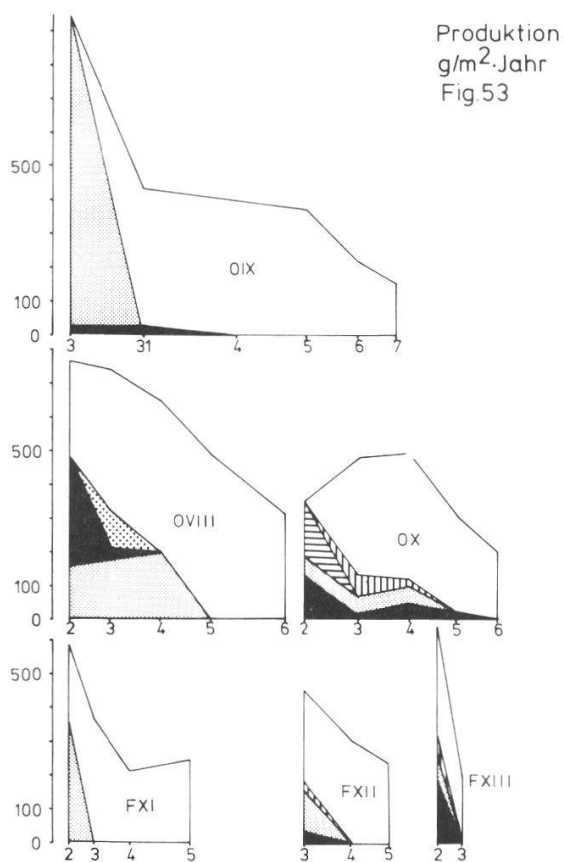 Produktion
g/m²·Jahr
Fig.53
500
100
0
OIX
3 31 4 5 6 7
500
100
0
OVIII
2 3 4 5 6
OX
2 3 4 5 6
500
100
0
FXI
2 3 4 5
FXII
3 4 5
FXIII
2 3